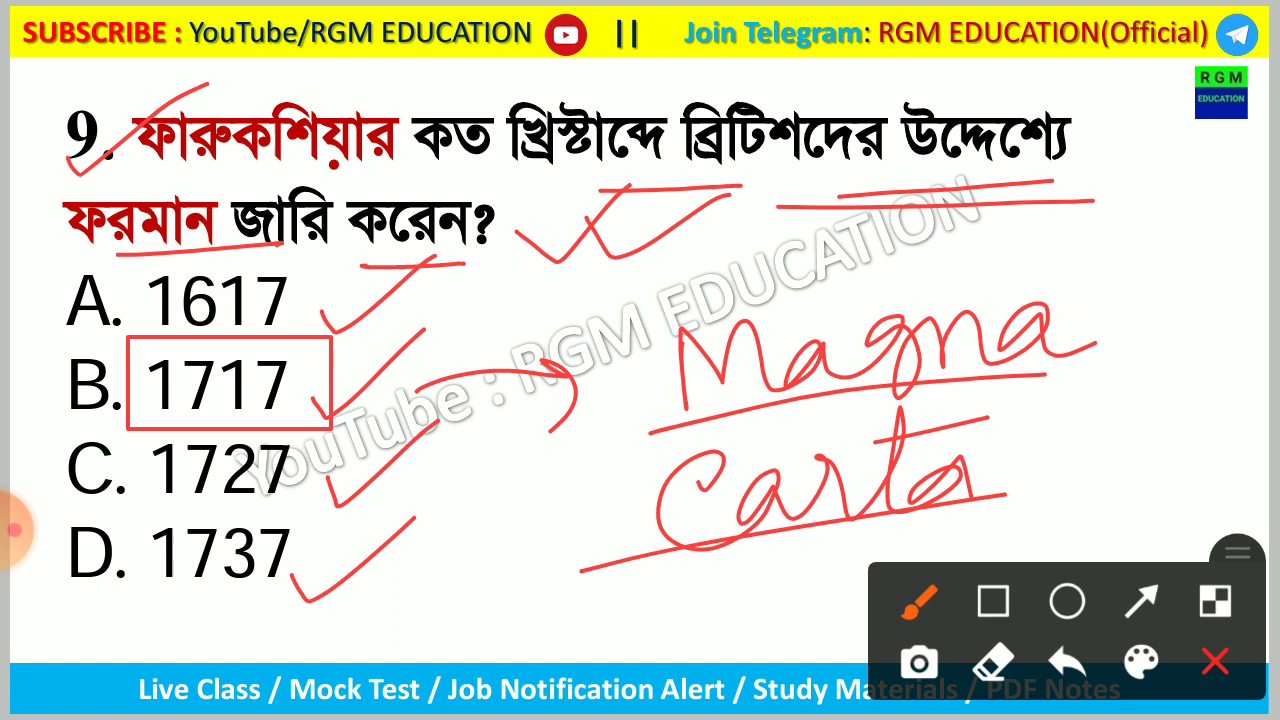 SUBSCRIBE : YouTube/RGM EDUCATION || Join Telegram: RGM EDUCATION(Official)
RGM
EDUCATION
9. ফারুকশিয়ার কত খ্রিস্টাব্দে ব্রিটিশদের উদ্দেশ্যে
ফরমান জারি করেন?
A. 1617
B. 1717
C. 1727
D. 1737
YouTube : RGM EDUCATION
Magna
Carta
Live Class / Mock Test / Job Notification Alert / Study Materials / PDF Notes